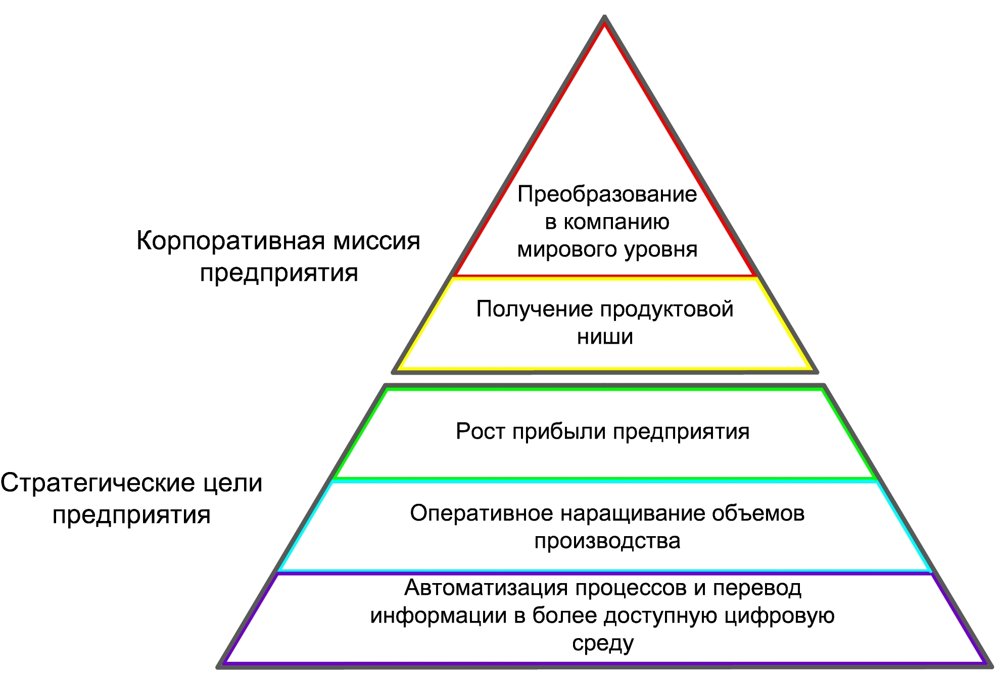 Преобразование
в компанию
мирового уровня
Корпоративная миссия
предприятия
Получение продуктовой
ниши
Рост прибыли предприятия
Стратегические цели
предприятия
Оперативное наращивание объемов
производства
Автоматизация процессов и перевод
информации в более доступную цифровую
среду